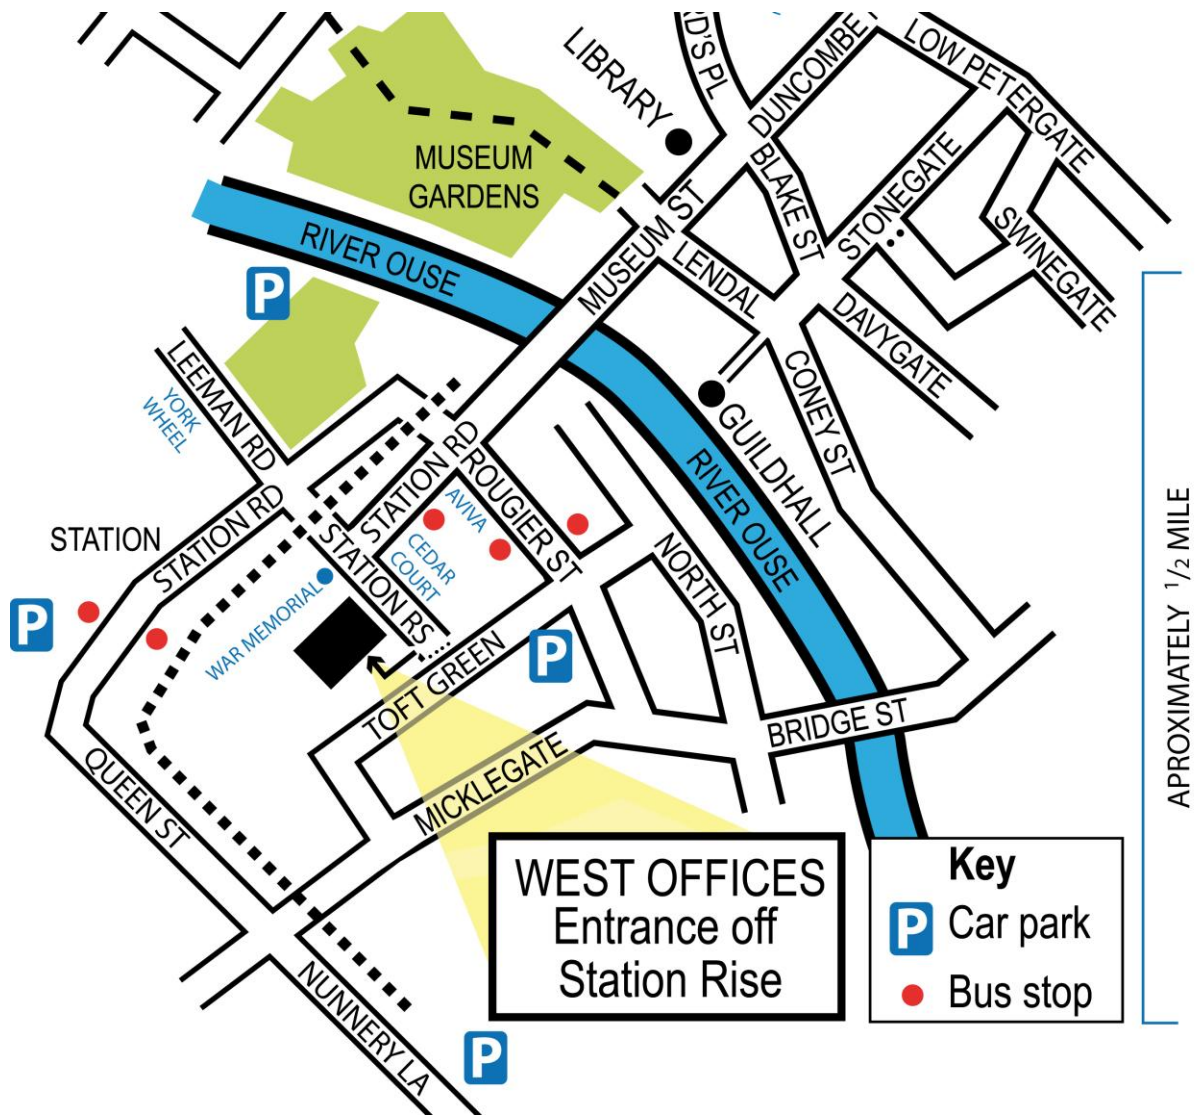 LIBRARY
RD'S PL
DUNCOMBE
LOW PETERGATE
MUSEUM
GARDENS
BLAKE ST
STONEGATE
SWINEGATE
RIVER OUSE
MUSEUM ST
LENDAL
DAVYGATE
P
LEEMAN RD
YORK
WHEEL
CONEY ST
GUILDHALL
RIVER OUSE
STATION RD
ROUGIER ST
AVIVA
CEDAR
COURT
STATION
STATION RD
STATION RS
NORTH ST
WAR MEMORIAL
P
P
TOFT GREEN
BRIDGE ST
MICKLEGATE
QUEEN ST
NUNNERY LA
P
APROXIMATELY 1/2 MILE
WEST OFFICES
Entrance off
Station Rise
Key
P Car park
Bus stop